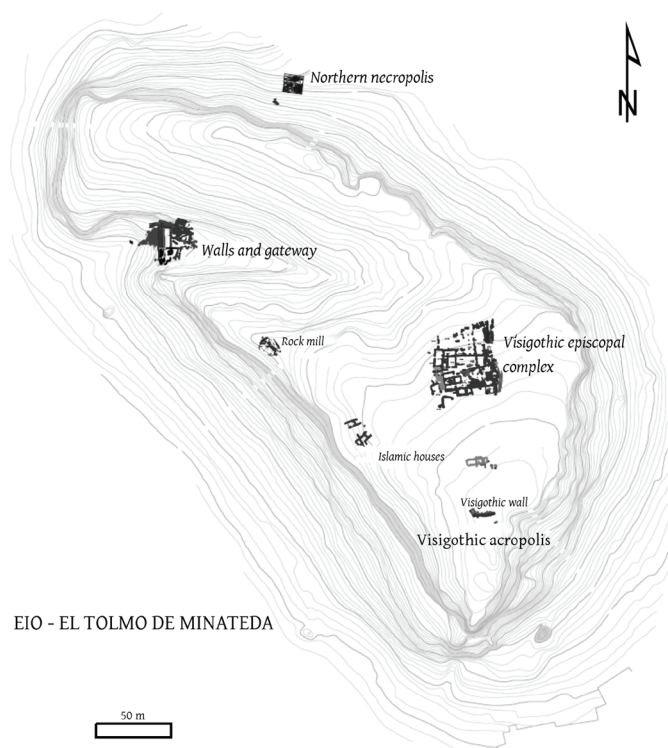 Northern necropolis
N
Walls and gateway
Rock mill
Visigothic episcopal
complex
Islamic houses
Visigothic wall
Visigothic acropolis
EIO - EL TOLMO DE MINATEDA
50 m